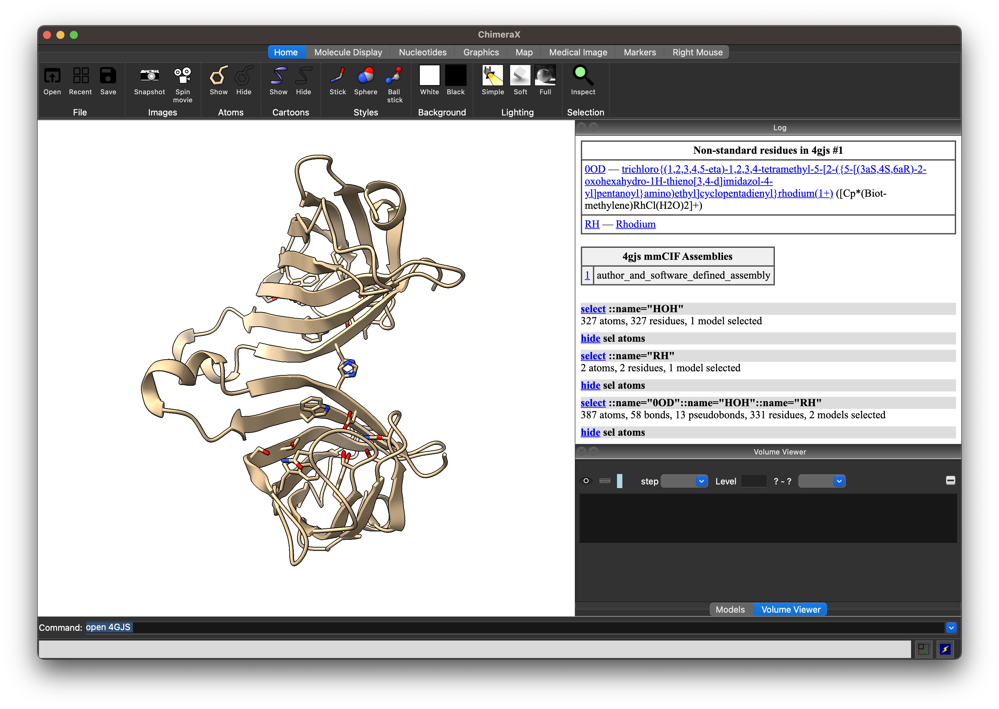 ChimeraX
Home Molecule Display Nucleotides Graphics Map Medical Image Markers Right Mouse
Open Recent Save Snapshot Spin movie Show Hide Show Hide Stick Sphere Ball stick White Black Simple Soft Full Inspect
File Images Atoms Cartoons Styles Background Lighting Selection
Log
Non-standard residues in 4gjs #1
0OD — trichloro{(1,2,3,4,5-eta)-1,2,3,4-tetramethyl-5-[2-({5-[(3aS,4S,6aR)-2-
oxohexahydro-1H-thieno[3,4-d]imidazol-4-
yl]pentanoyl}amino)ethyl]cyclopentadienyl}rhodium(1+) ([Cp*(Biot-
methylene)RhCl(H2O)2]+)
RH — Rhodium
4gjs mmCIF Assemblies
1 author_and_software_defined_assembly
select ::name="HOH"
327 atoms, 327 residues, 1 model selected
hide sel atoms
select ::name="RH"
2 atoms, 2 residues, 1 model selected
hide sel atoms
select ::name="0OD"::name="HOH"::name="RH"
387 atoms, 58 bonds, 13 pseudobonds, 331 residues, 2 models selected
hide sel atoms
Volume Viewer
step Level ? - ?
Models Volume Viewer
Command: open 4GJS